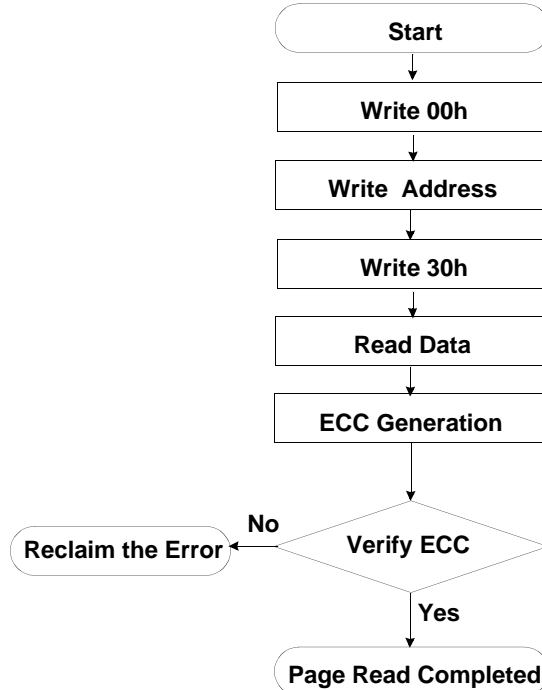 Start
Write 00h
Write Address
Write 30h
Read Data
ECC Generation
No
Reclaim the Error
Verify ECC
Yes
Page Read Completed